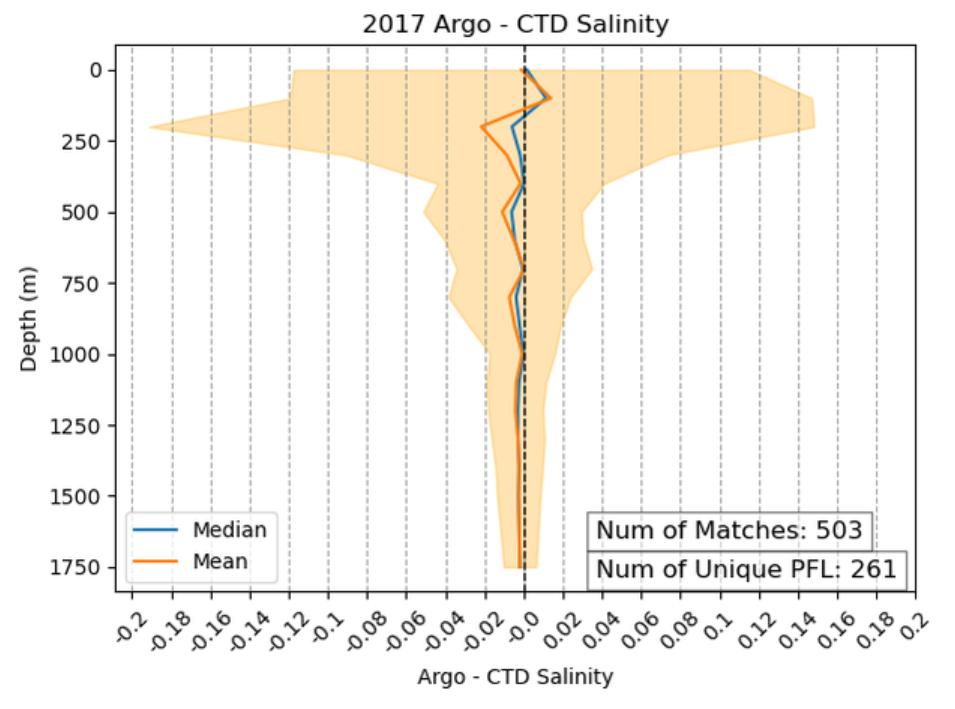 2017 Argo - CTD Salinity
0
250
500
750
1000
1250
1500
1750
Depth (m)
Median
Mean
Num of Matches: 503
Num of Unique PFL: 261
-0.2 -0.18 -0.16 -0.14 -0.12 -0.1 -0.08 -0.06 -0.04 -0.02 -0.0 0.02 0.04 0.06 0.08 0.1 0.12 0.14 0.16 0.18 0.2
Argo - CTD Salinity